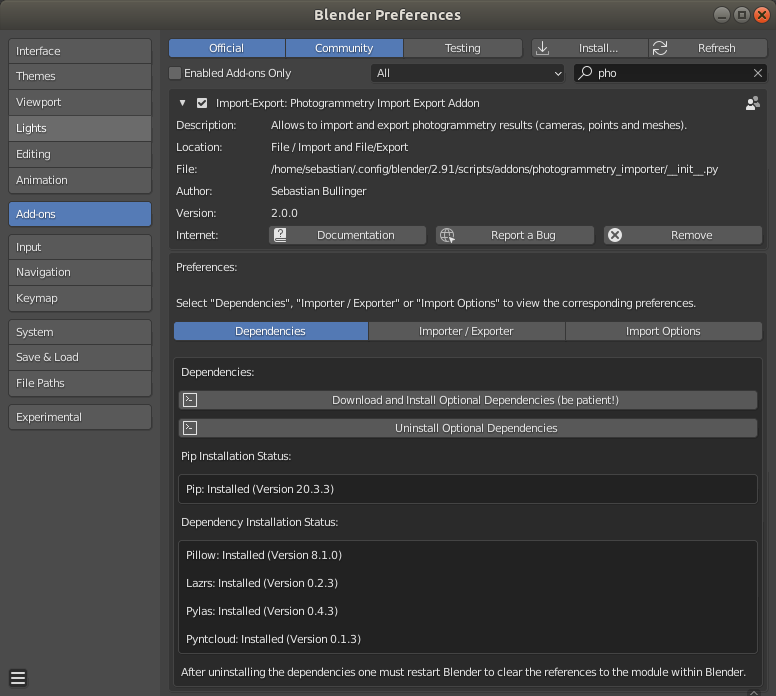 Blender Preferences
Interface
Themes
Viewport
Lights
Editing
Animation
Add-ons
Input
Navigation
Keymap
System
Save & Load
File Paths
Experimental
Official Community Testing Install... Refresh
Enabled Add-ons Only All pho
Import-Export: Photogrammetry Import Export Addon
Description: Allows to import and export photogrammetry results (cameras, points and meshes).
Location: File / Import and File/Export
File: /home/sebastian/.config/blender/2.91/scripts/addons/photogrammetry_importer/__init__.py
Author: Sebastian Bullinger
Version: 2.0.0
Internet: Documentation Report a Bug Remove
Preferences:
Select "Dependencies", "Importer / Exporter" or "Import Options" to view the corresponding preferences.
Dependencies Importer / Exporter Import Options
Dependencies:
Download and Install Optional Dependencies (be patient!)
Uninstall Optional Dependencies
Pip Installation Status:
Pip: Installed (Version 20.3.3)
Dependency Installation Status:
Pillow: Installed (Version 8.1.0)
Lazrs: Installed (Version 0.2.3)
Pylas: Installed (Version 0.4.3)
Pyntcloud: Installed (Version 0.1.3)
After uninstalling the dependencies one must restart Blender to clear the references to the module within Blender.